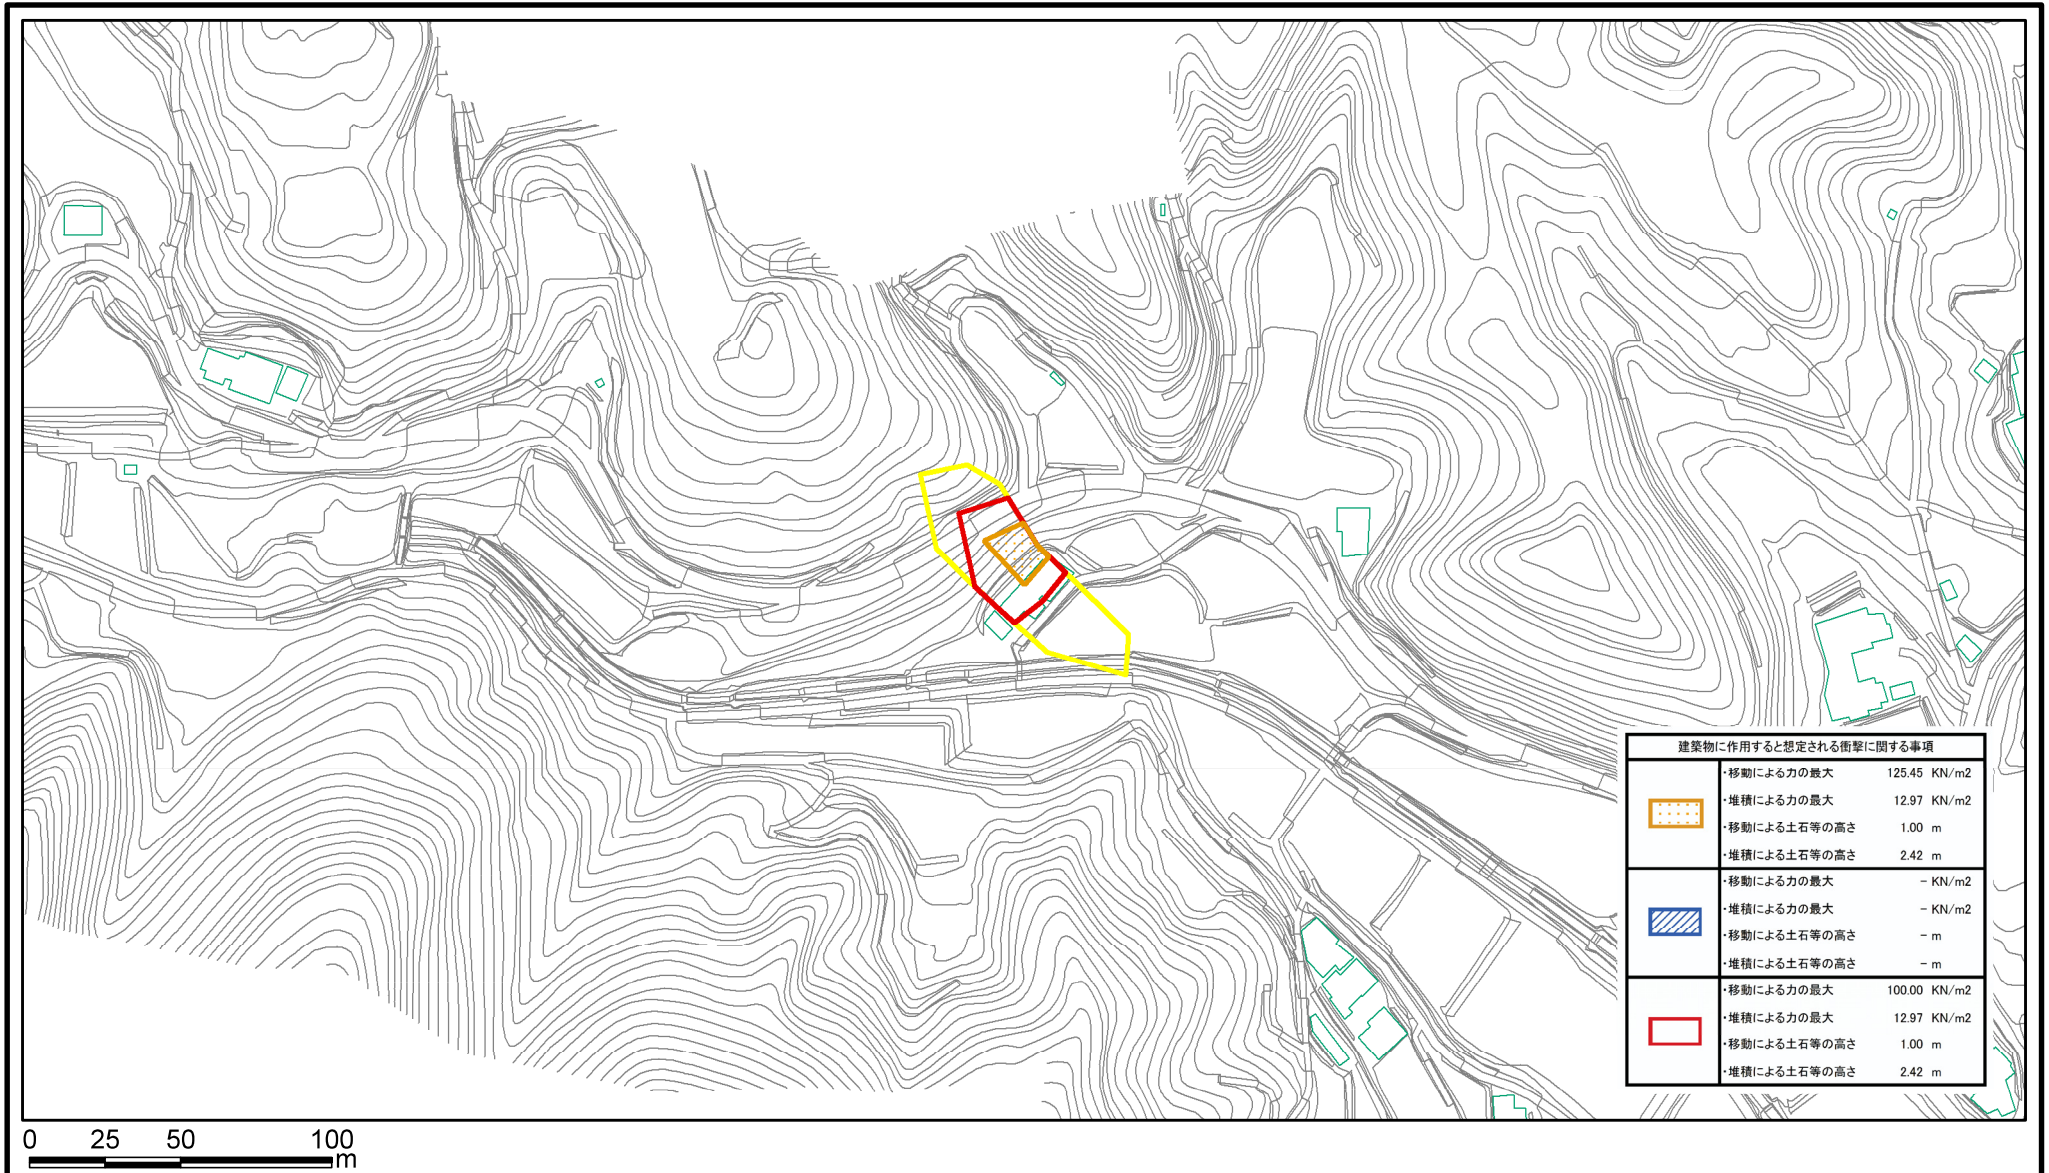 建築物に作用すると想定される衝撃に関する事項
・移動による力の最大 125.45 KN/m2
・堆積による力の最大 12.97 KN/m2
・移動による土石等の高さ 1.00 m
・堆積による土石等の高さ 2.42 m
・移動による力の最大 － KN/m2
・堆積による力の最大 － KN/m2
・移動による土石等の高さ － m
・堆積による土石等の高さ － m
・移動による力の最大 100.00 KN/m2
・堆積による力の最大 12.97 KN/m2
・移動による土石等の高さ 1.00 m
・堆積による土石等の高さ 2.42 m
0 25 50 100
m